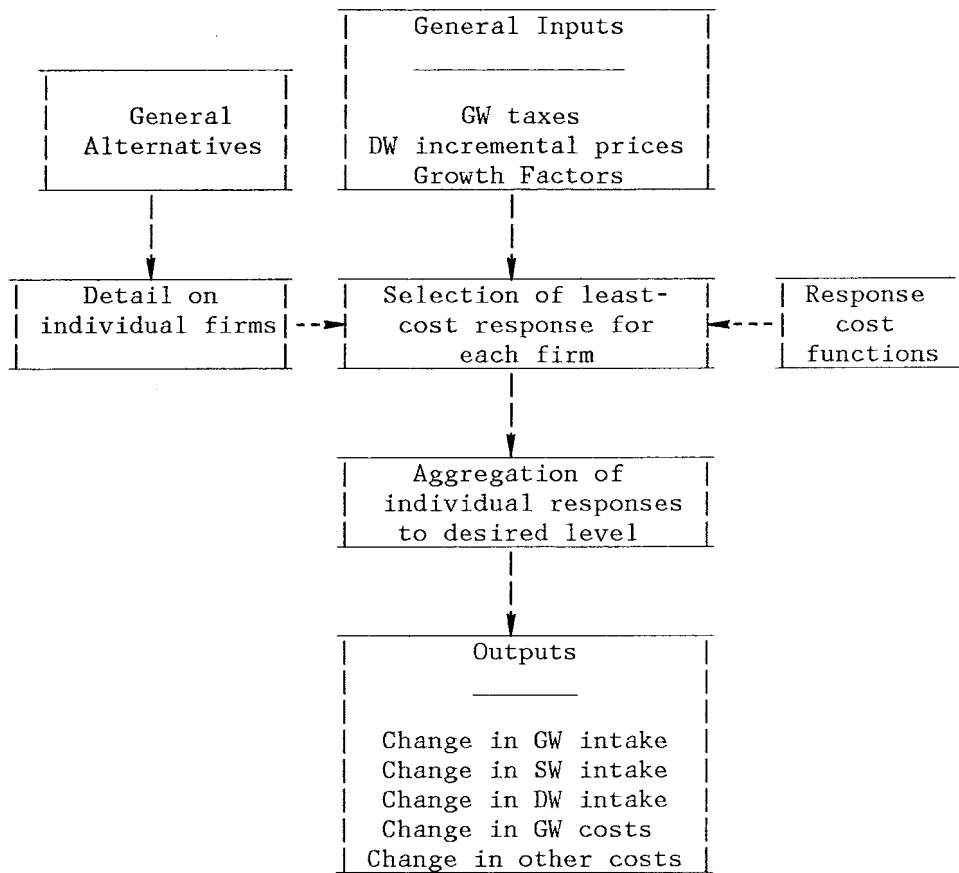 General Inputs
GW taxes
DW incremental prices
Growth Factors
General
Alternatives
Detail on
individual firms
Selection of least-
cost response for
each firm
Response
cost
functions
Aggregation of
individual responses
to desired level
Outputs
Change in GW intake
Change in SW intake
Change in DW intake
Change in GW costs
Change in other costs